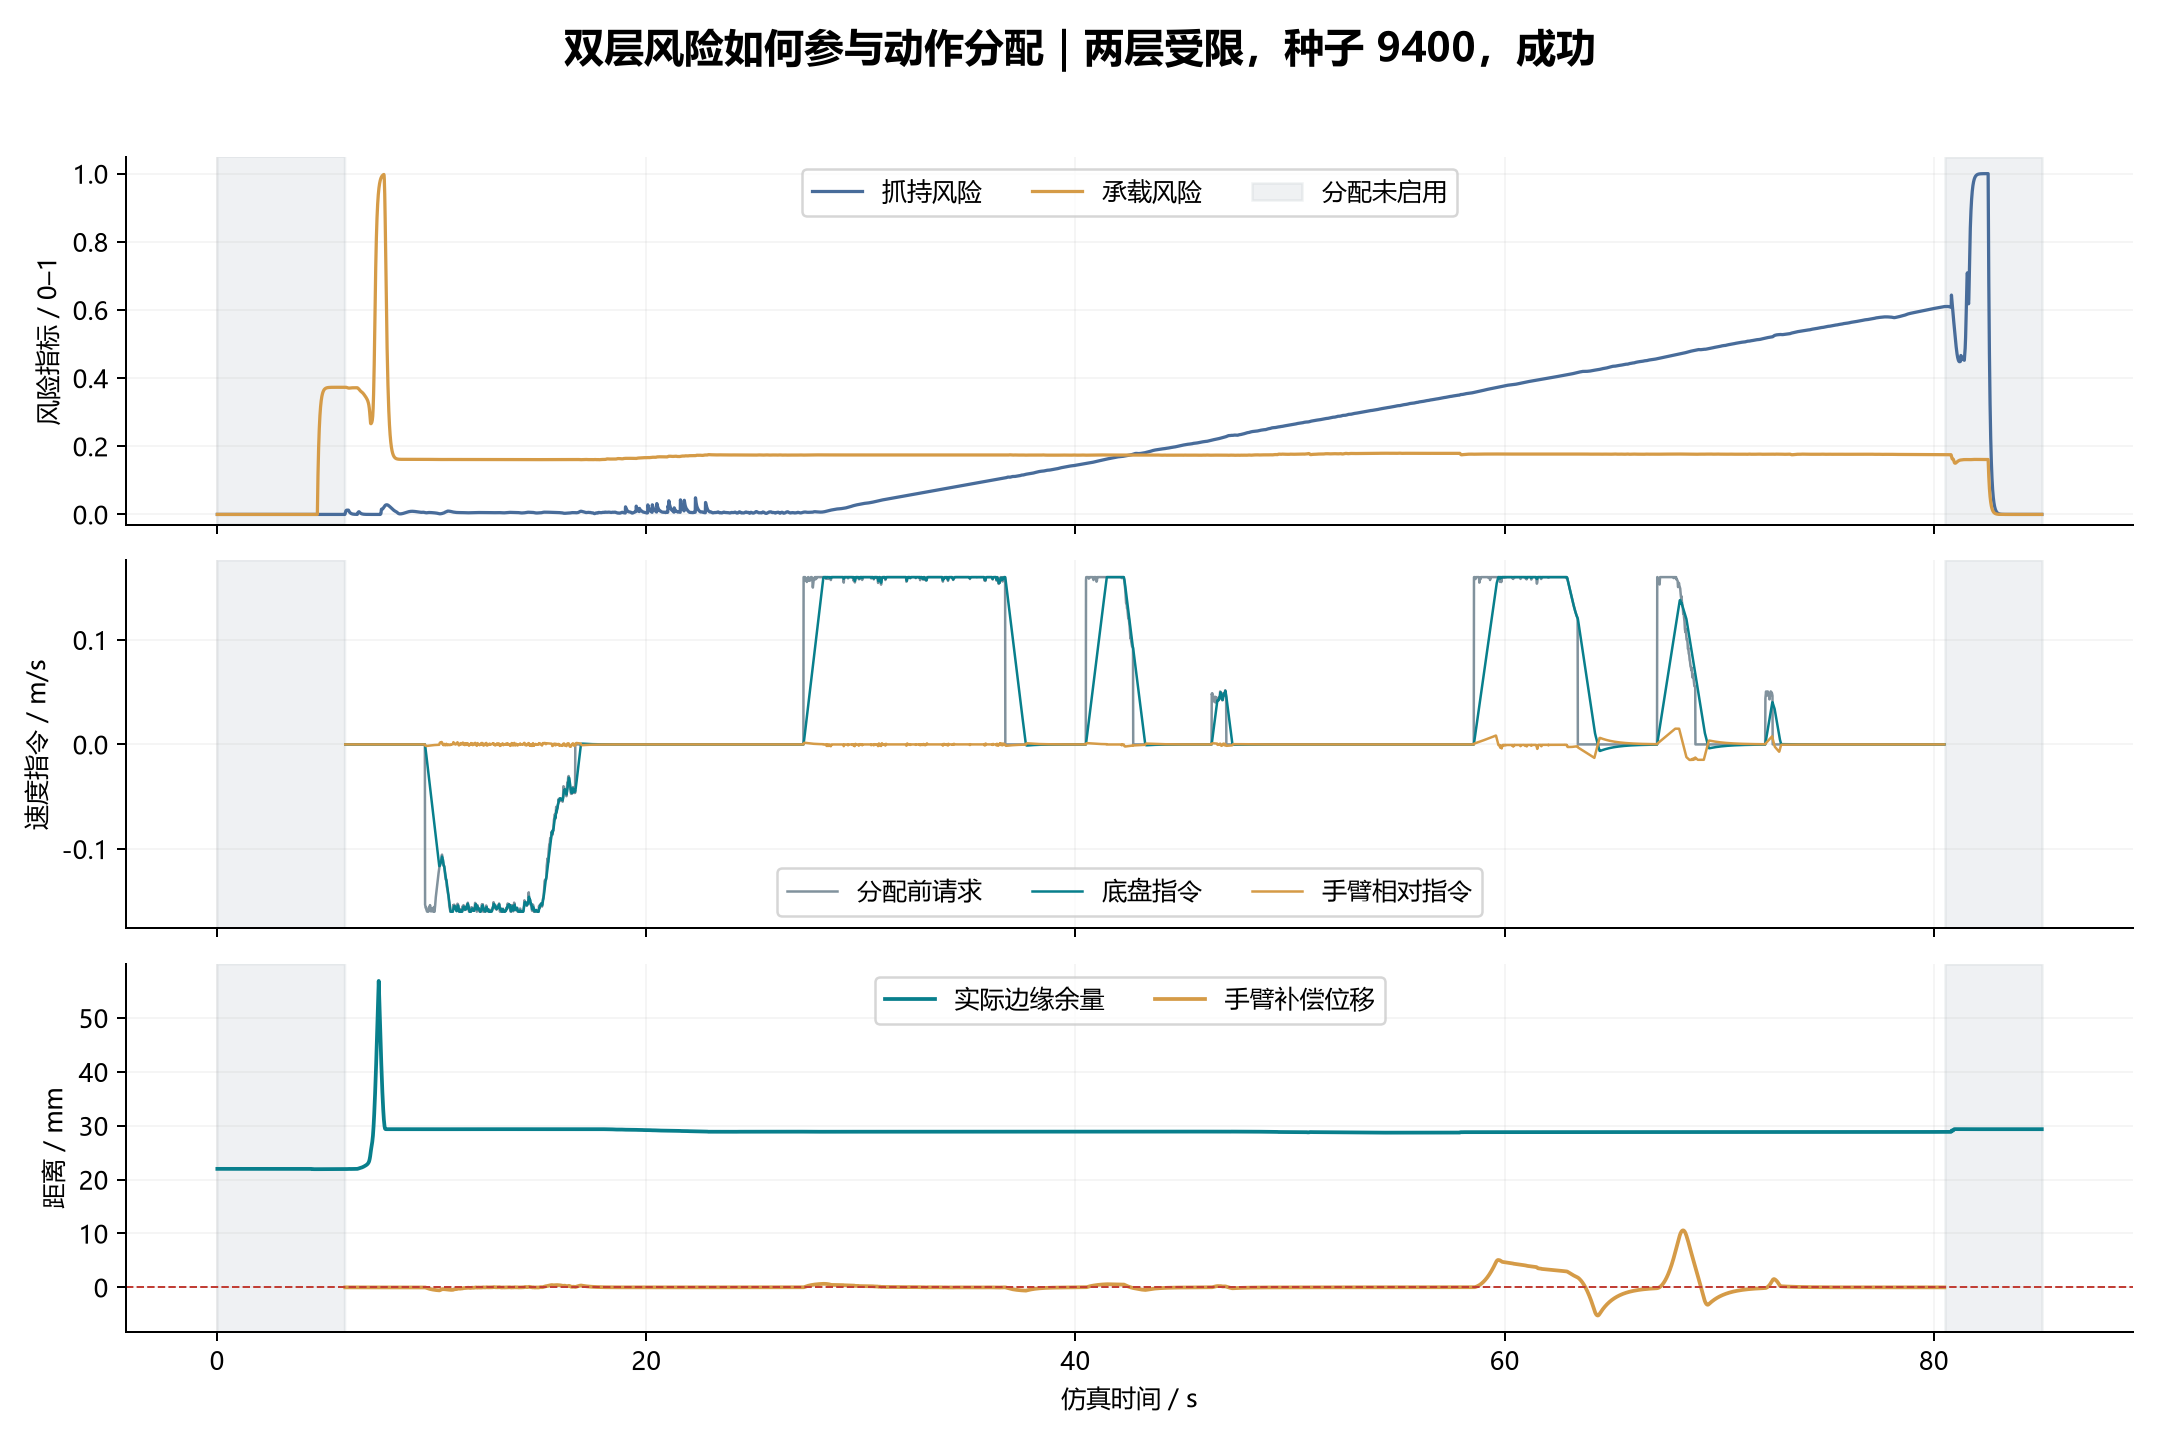 双层风险如何参与动作分配 | 两层受限，种子 9400，成功
抓持风险 承载风险 分配未启用
风险指标 / 0–1
1.0
0.8
0.6
0.4
0.2
0.0
速度指令 / m/s
0.1
0.0
-0.1
分配前请求 底盘指令 手臂相对指令
实际边缘余量 手臂补偿位移
距离 / mm
50
40
30
20
10
0
0 20 40 60 80
仿真时间 / s